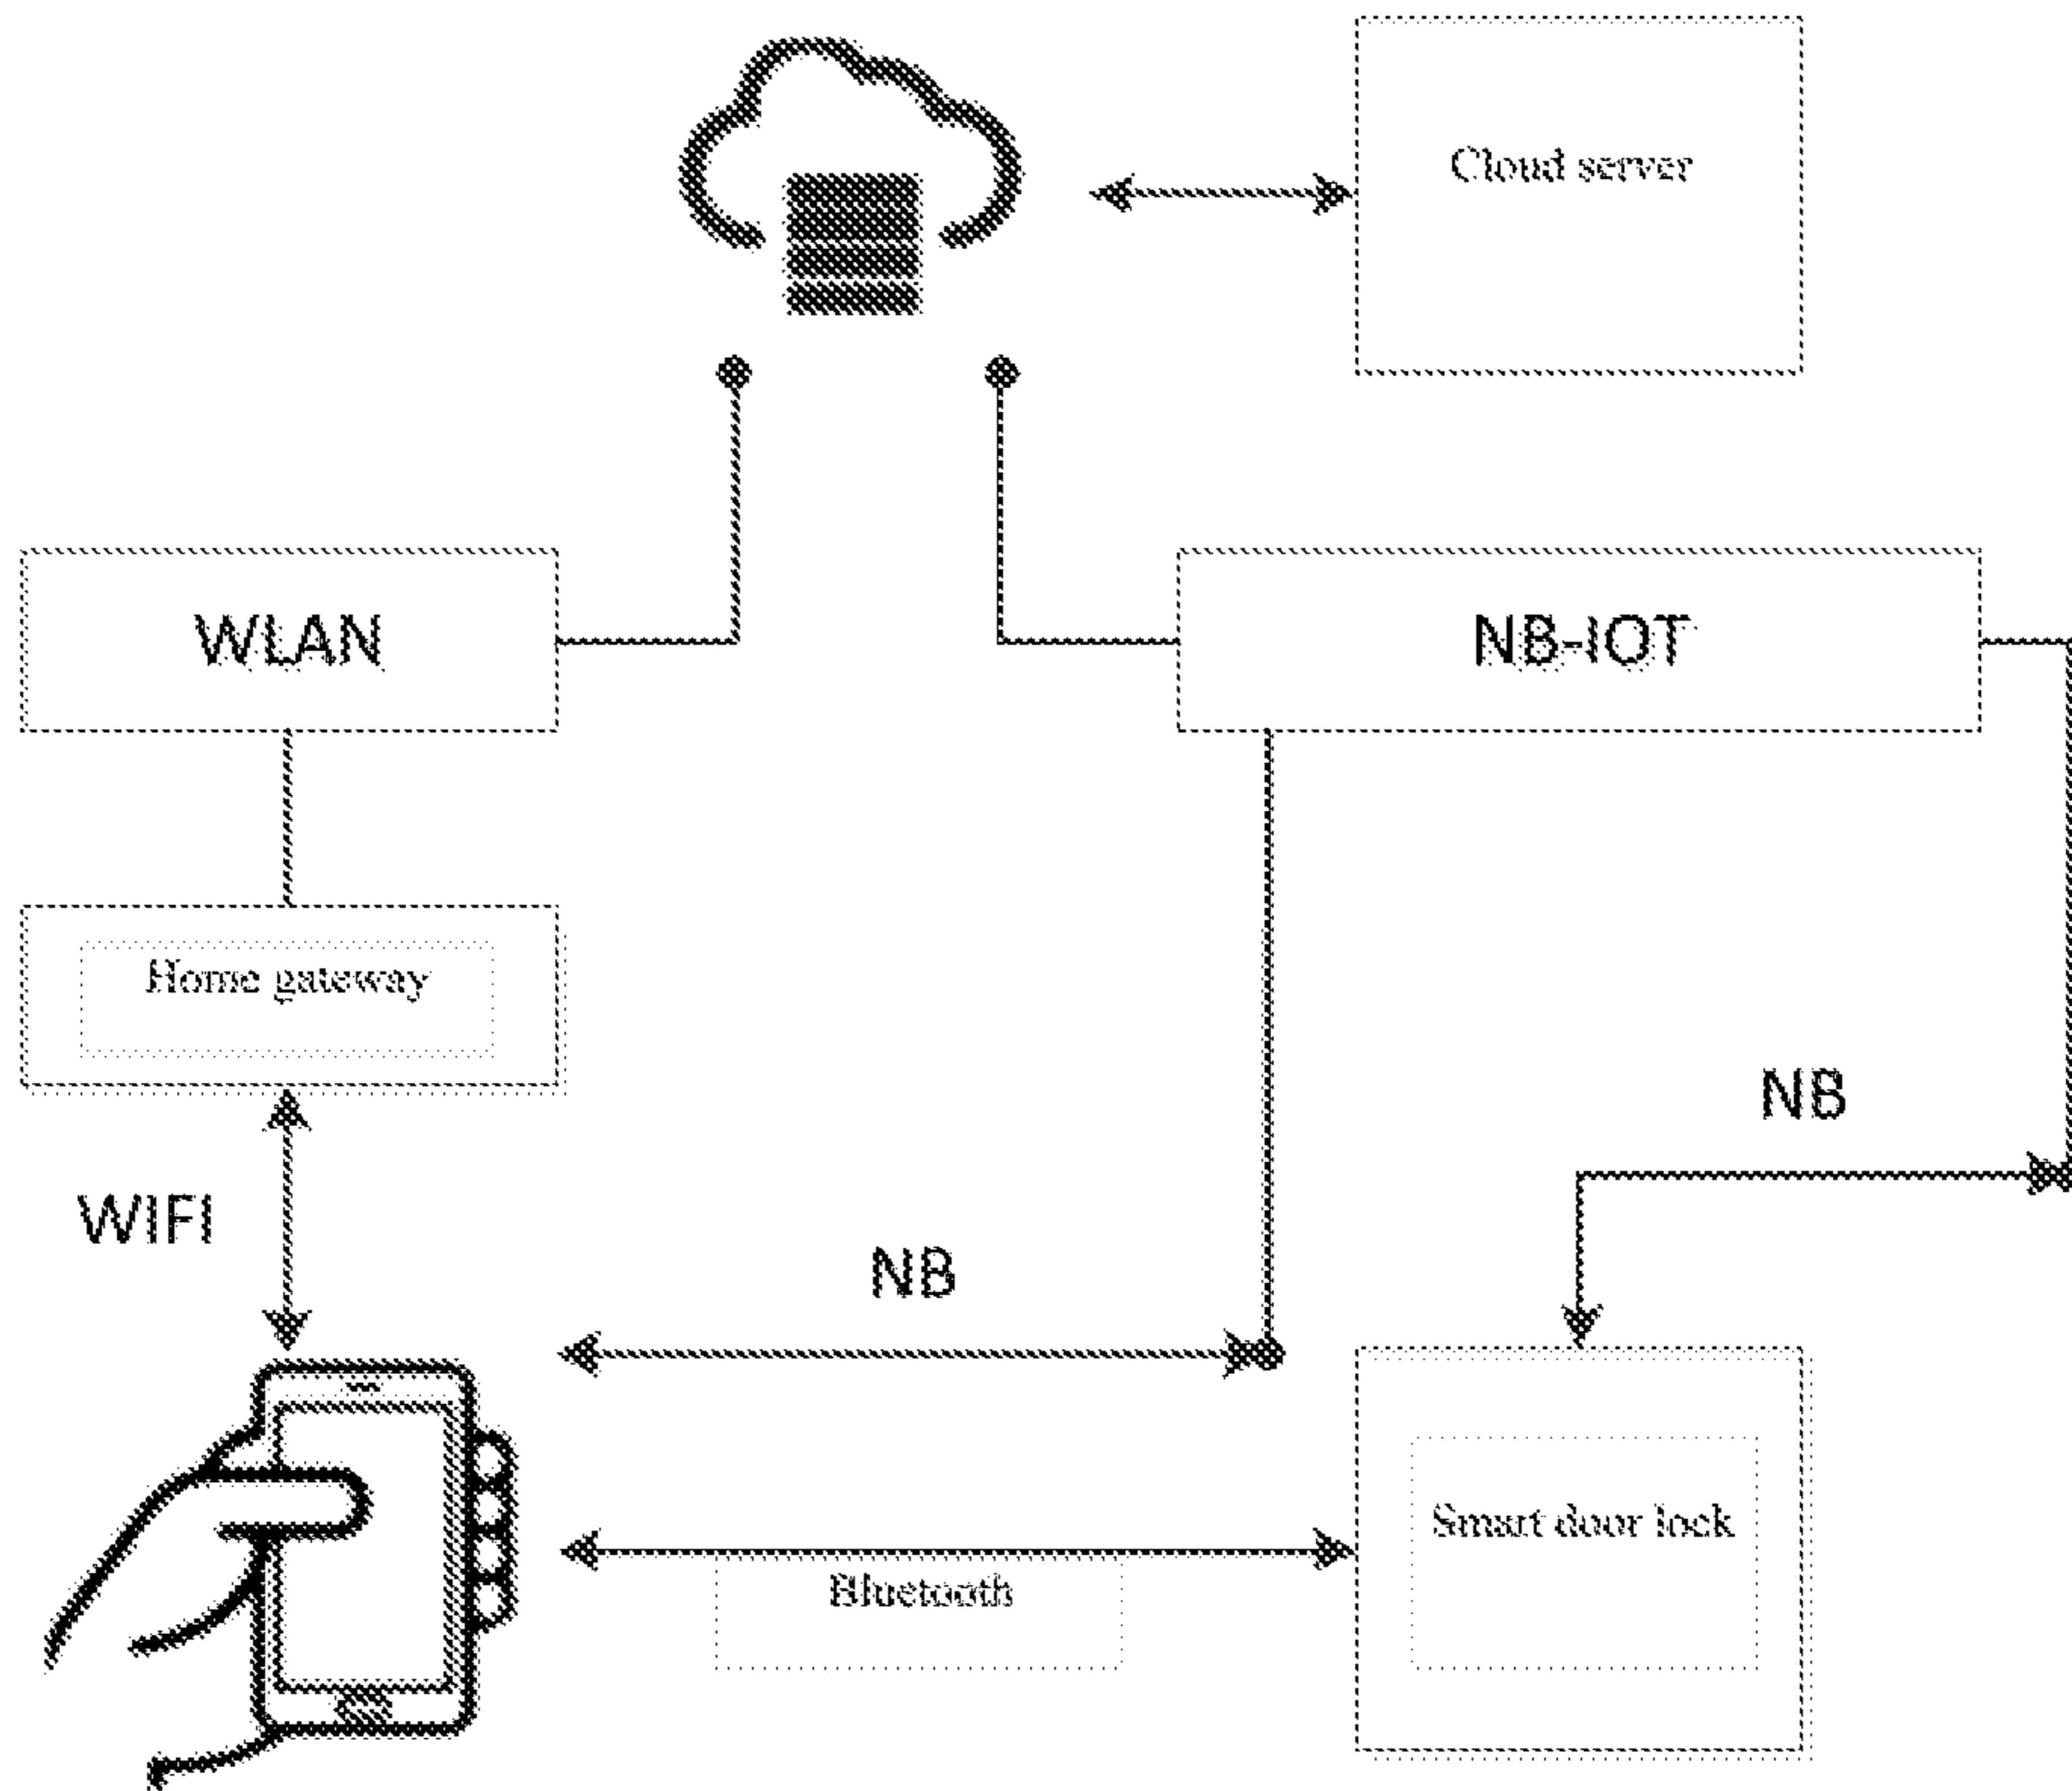 Cloud server
WLAN
NB-IOT
Home gateway
NB
WIFI
NB
Smart door lock
Bluetooth